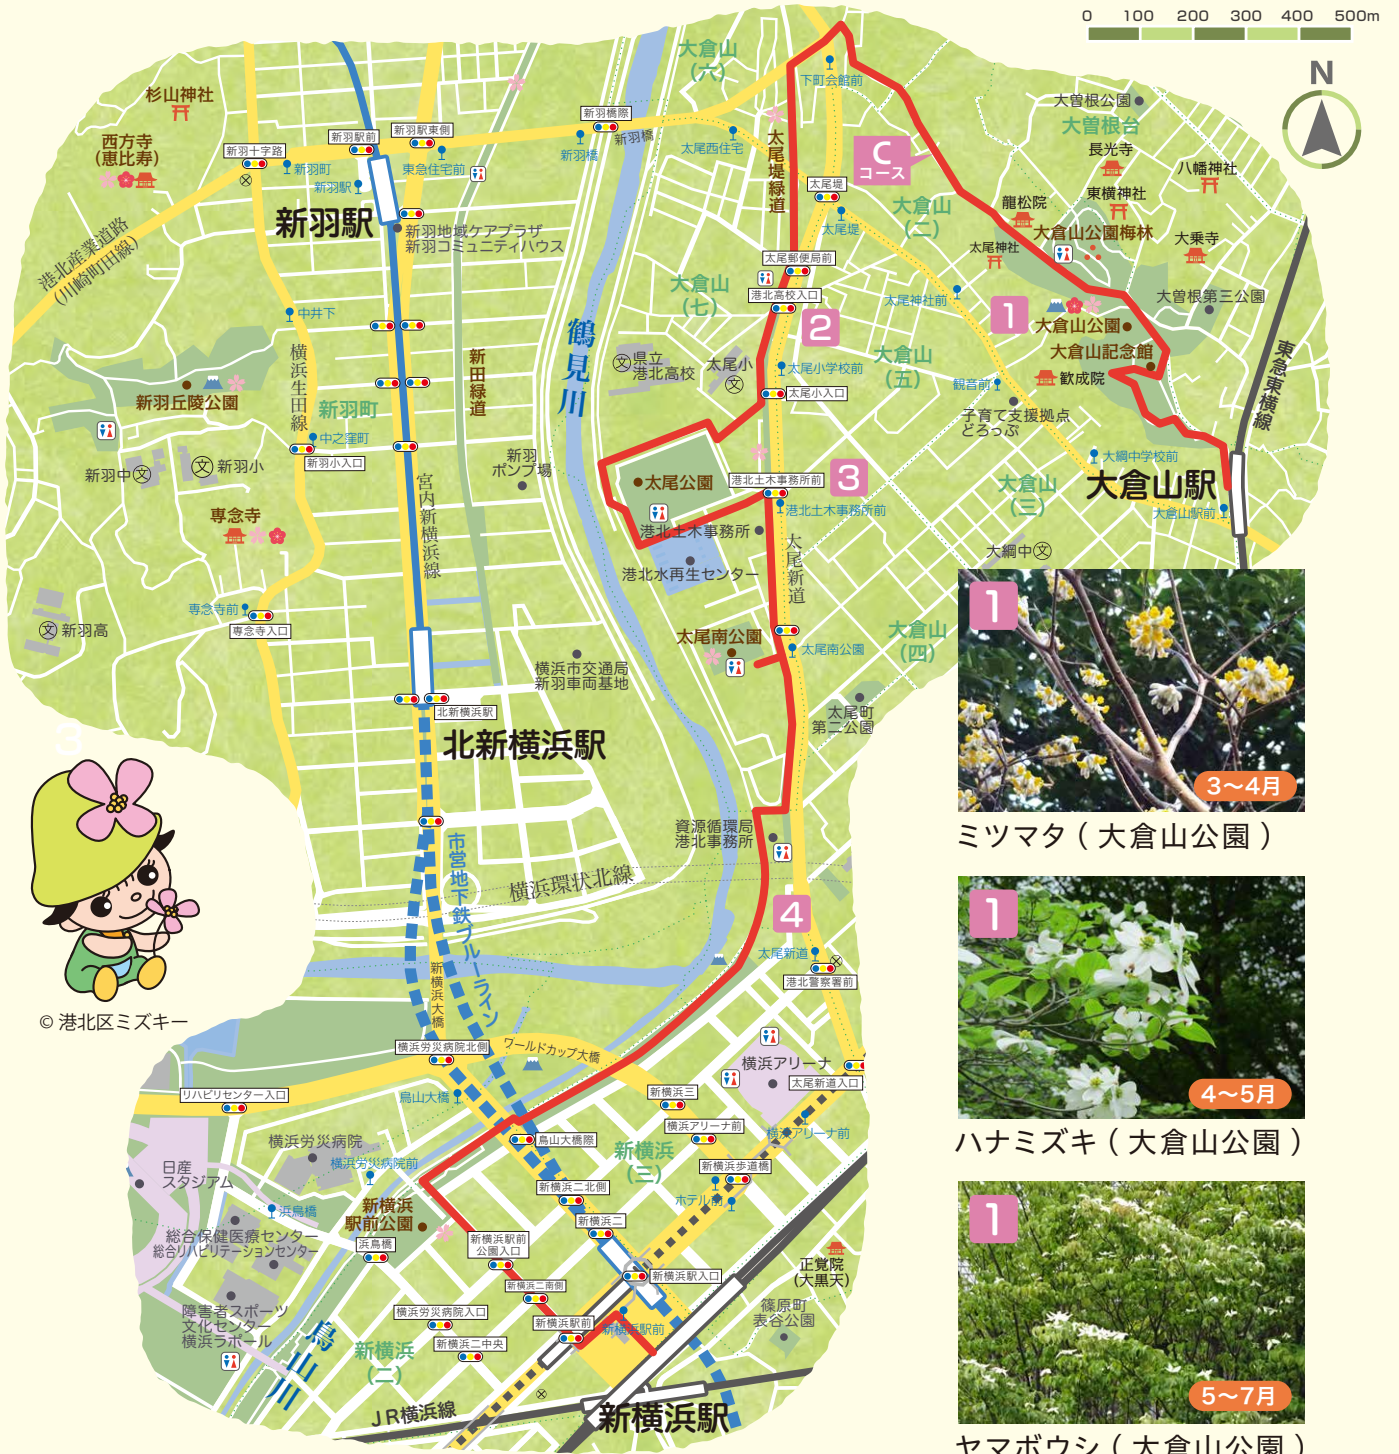 0 100 200 300 400 500m
N
大倉山
(六)
下町会館前
杉山神社
西方寺
(恵比寿)
新羽十字路
新羽町
新羽駅前
新羽駅
新羽駅東側
東急住宅前
新羽橋際
新羽橋
新羽橋
太尾西住宅
太尾堤緑道
C
コース
太尾堤
太尾堤
大倉山
(二)
大曽根公園
大曽根台
長光寺
八幡神社
東横神社
龍松院
大倉山公園梅林
太尾神社
大乗寺
大曽根第三公園
新羽駅
新羽地域ケアプラザ
新羽コミュニティハウス
港北産業道路
(川崎町田線)
太尾郵便局前
港北高校入口
大倉山
(七)
太尾神社前
1
大倉山公園
大倉山記念館
歓成院
2
中井下
横浜生田線
新田緑道
鶴見川
県立
港北高校
文
太尾小
文
太尾小学校前
大倉山
(五)
太尾小入口
観音前
子育て支援拠点
どろっぷ
東急東横線
新羽丘陵公園
新羽町
中之窪町
新羽小入口
新羽中
文
文
新羽小
新羽
ポンプ場
太尾公園
港北土木事務所前
3
港北土木事務所前
大倉山
(三)
大綱中学校前
大倉山駅
大倉山駅前
専念寺
宮内新横浜線
港北土木事務所
港北水再生センター
太尾新道
大綱中
文
専念寺前
専念寺入口
文
新羽高
太尾南公園
太尾南公園
大倉山
(四)
横浜市交通局
新羽車両基地
太尾町
第二公園
北新横浜駅
北新横浜駅
3
資源循環局
港北事務所
市営地下鉄ブルーライン
横浜環状北線
4
太尾新道
港北警察署前
新横浜大橋
© 港北区ミズキー
横浜労災病院北側
ワールドカップ大橋
横浜アリーナ
太尾新道入口
リハビリセンター入口
鳥山大橋
新横浜三
横浜アリーナ前
横浜アリーナ前
横浜労災病院
横浜労災病院前
鳥山大橋際
新横浜
(三)
新横浜歩道橋
日産
スタジアム
新横浜二北側
ホテル前
浜鳥橋
新横浜
駅前公園
新横浜二
総合保健医療センター
総合リハビリテーションセンター
浜鳥橋
新横浜駅前
公園入口
新横浜駅入口
正覚院
(大黒天)
新横浜二南側
障害者スポーツ
文化センター
横浜ラポール
横浜労災病院入口
新横浜駅前
新横浜駅前
篠原町
表谷公園
鳥山川
新横浜
(二)
新横浜二中央
JR横浜線
新横浜駅
1
3〜4月
ミツマタ(大倉山公園)
1
4〜5月
ハナミズキ(大倉山公園)
1
5〜7月
ヤマボウシ(大倉山公園)